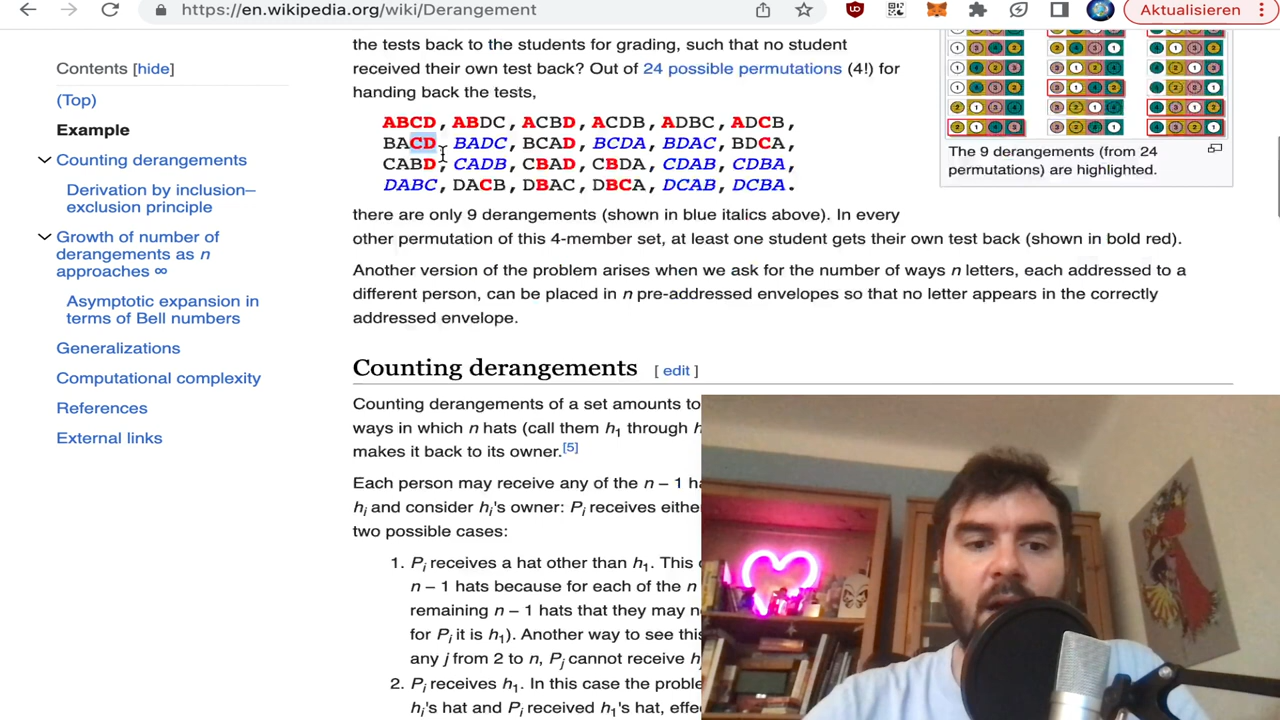 https://en.wikipedia.org/wiki/Derangement
Aktualisieren
Contents [hide]
(Top)
Example
Counting derangements
Derivation by inclusion–
exclusion principle
Growth of number of
derangements as n
approaches ∞
Asymptotic expansion in
terms of Bell numbers
Generalizations
Computational complexity
References
External links
the tests back to the students for grading, such that no student
received their own test back? Out of 24 possible permutations (4!) for
handing back the tests,
ABCD, ABDC, ACBD, ACDB, ADBC, ADCB,
BACD, BADC, BCAD, BCDA, BDAC, BDCA,
CABD, CADB, CBAD, CBDA, CDAB, CDBA,
DABC, DACB, DBAC, DBCA, DCAB, DCBA.
there are only 9 derangements (shown in blue italics above). In every
other permutation of this 4-member set, at least one student gets their own test back (shown in bold red).
Another version of the problem arises when we ask for the number of ways n letters, each addressed to a
different person, can be placed in n pre-addressed envelopes so that no letter appears in the correctly
addressed envelope.
Counting derangements [ edit ]
Counting derangements of a set amounts to
ways in which n hats (call them h1 through h
makes it back to its owner.[5]
Each person may receive any of the n − 1 ha
hi and consider hi's owner: Pi receives eithe
two possible cases:
1. Pi receives a hat other than h1. This
n − 1 hats because for each of the n
remaining n − 1 hats that they may n
for Pi it is h1). Another way to see this
any j from 2 to n, Pj cannot receive h
2. Pi receives h1. In this case the proble
hi's hat and Pi received h1's hat, effe
The 9 derangements (from 24
permutations) are highlighted.